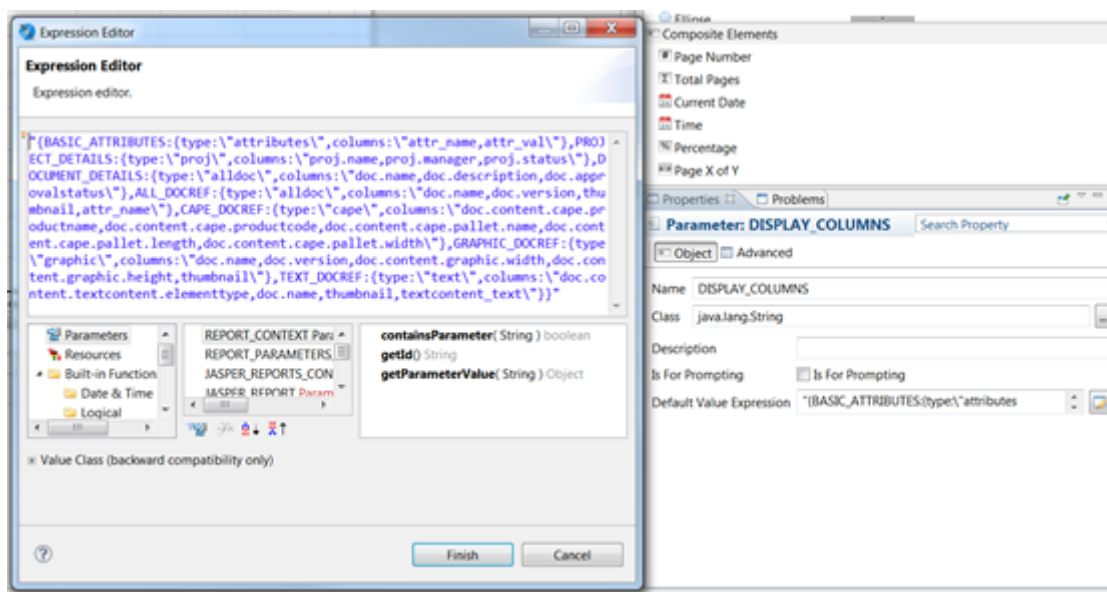 Expression Editor
Expression Editor
Expression editor.
"{BASIC_ATTRIBUTES:{type:\"attributes\",columns:\"attr_name,attr_val\"},PROJ
ECT_DETAILS:{type:\"proj\",columns:\"proj.name,proj.manager,proj.status\"},D
OCUMENT_DETAILS:{type:\"alldoc\",columns:\"doc.name,doc.description,doc.appr
ovalstatus\"},ALL_DOCREF:{type:\"alldoc\",columns:\"doc.name,doc.version,thu
mbnail,attr_name\"},CAPE_DOCREF:{type:\"cape\",columns:\"doc.content.cape.pr
oductname,doc.content.cape.productcode,doc.content.cape.pallet.name,doc.cont
ent.cape.pallet.length,doc.content.cape.pallet.width\"},GRAPHIC_DOCREF:{type
\"graphic\",columns:\"doc.name,doc.version,doc.content.graphic.width,doc.con
tent.graphic.height,thumbnail\"},TEXT_DOCREF:{type:\"text\",columns:\"doc.co
ntent.textcontent.elementtype,doc.name,thumbnail,textcontent_text\"}}"
Parameters
Resources
Built-in Function
Date & Time
Logical
REPORT_CONTEXT Para
REPORT_PARAMETERS
JASPER_REPORTS_CON
JASPER_REPORT Param
containsParameter( String ) boolean
getId() String
getParameterValue( String ) Object
Value Class (backward compatibility only)
Finish
Cancel
Ellipse
Composite Elements
Page Number
Total Pages
Current Date
Time
Percentage
Page X of Y
Properties
Problems
Parameter: DISPLAY_COLUMNS
Search Property
Object
Advanced
Name DISPLAY_COLUMNS
Class java.lang.String
Description
Is For Prompting Is For Prompting
Default Value Expression "{BASIC_ATTRIBUTES:{type:\"attributes